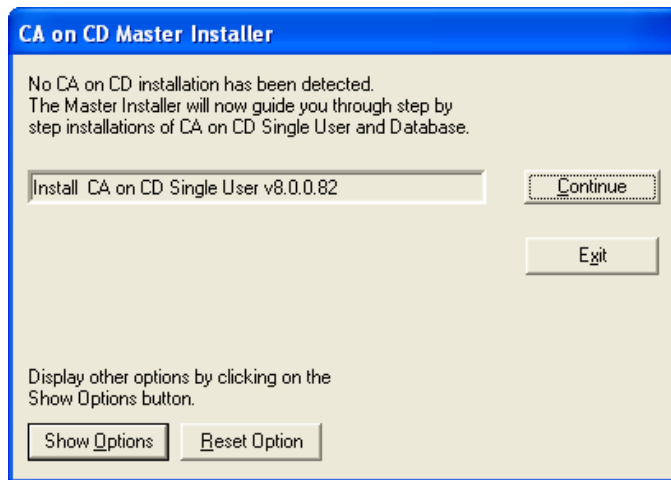 CA on CD Master Installer
No CA on CD installation has been detected.
The Master Installer will now guide you through step by
step installations of CA on CD Single User and Database.
Install CA on CD Single User v8.0.0.82
Continue
Exit
Display other options by clicking on the
Show Options button.
Show Options
Reset Option